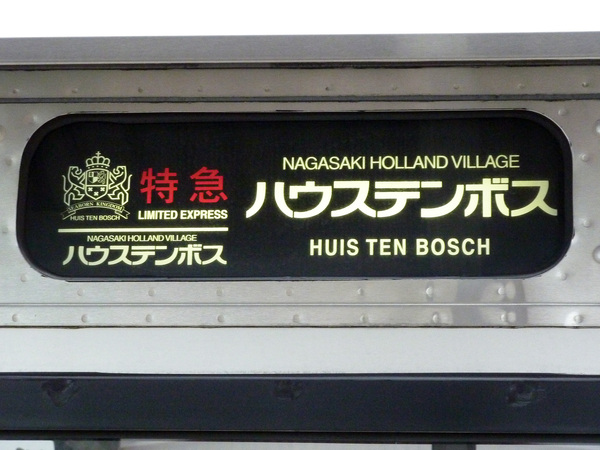 SEABORN KINGDOM
HUIS TEN BOSCH
特急
LIMITED EXPRESS
NAGASAKI HOLLAND VILLAGE
ハウステンボス
NAGASAKI HOLLAND VILLAGE
ハウステンボス
HUIS TEN BOSCH